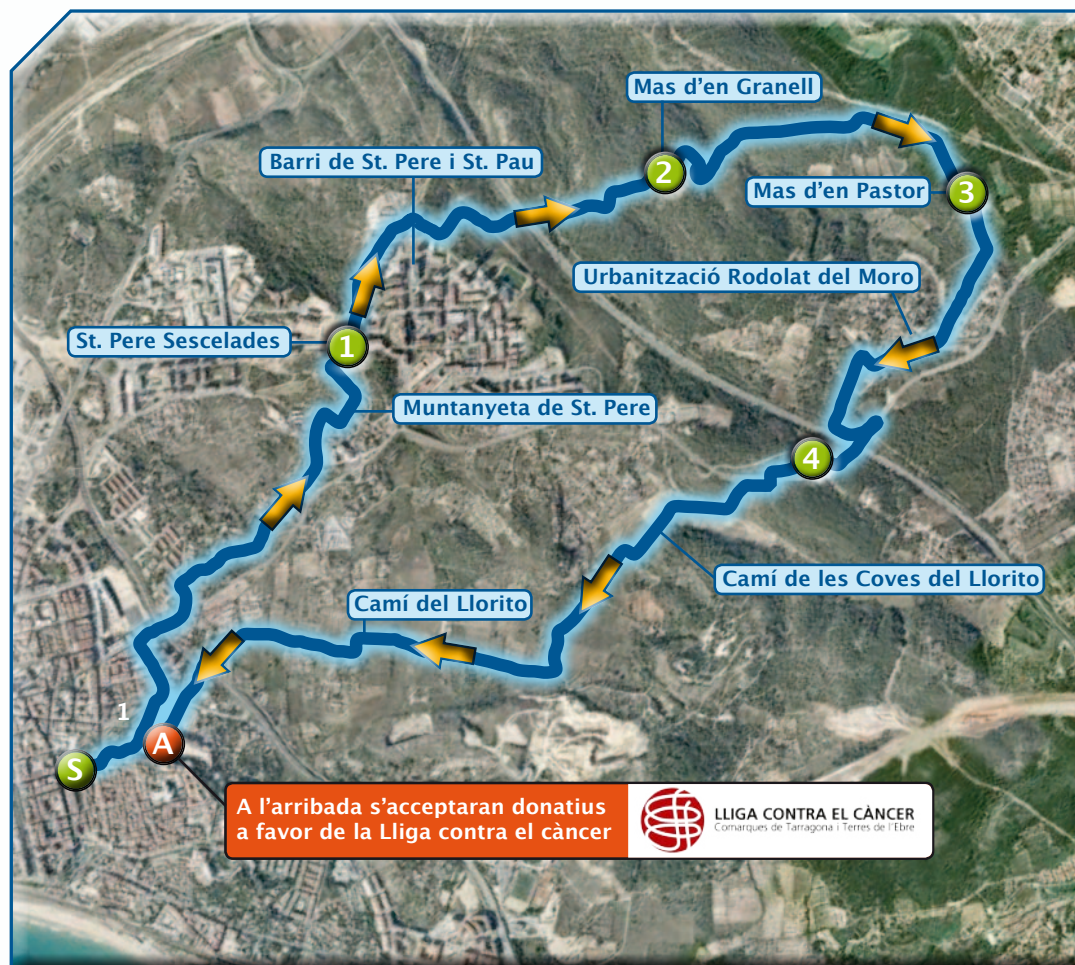 Mas d'en Granell
Barri de St. Pere i St. Pau
2
Mas d'en Pastor
3
Urbanització Rodolat del Moro
St. Pere Sescelades
1
Muntanyeta de St. Pere
4
Camí de les Coves del Llorito
Camí del Llorito
1
S
A
A l'arribada s'acceptaran donatius
a favor de la Lliga contra el càncer
LLIGA CONTRA EL CÀNCER
Comarques de Tarragona i Terres de l'Ebre